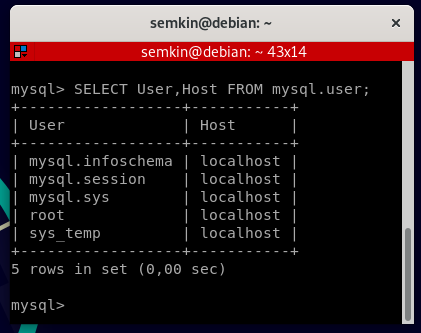 semkin@debian: ~
semkin@debian: ~ 43x14
mysql> SELECT User,Host FROM mysql.user;
+------------------+-----------+
| User             | Host      |
+------------------+-----------+
| mysql.infoschema | localhost |
| mysql.session    | localhost |
| mysql.sys        | localhost |
| root             | localhost |
| sys_temp         | localhost |
+------------------+-----------+
5 rows in set (0,00 sec)
mysql>